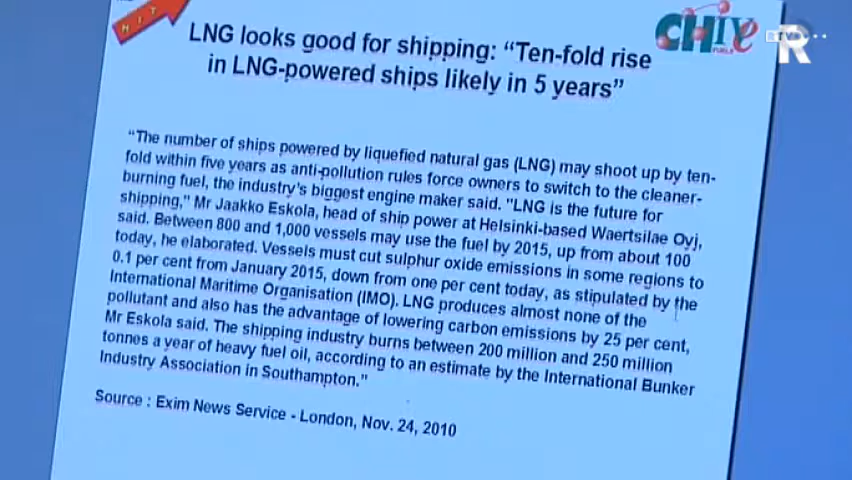 HIT
CHIVe
FUELS
RTV
R
LNG looks good for shipping: “Ten-fold rise
in LNG-powered ships likely in 5 years”
“The number of ships powered by liquefied natural gas (LNG) may shoot up by ten-
fold within five years as anti-pollution rules force owners to switch to the cleaner-
burning fuel, the industry's biggest engine maker said. "LNG is the future for
shipping," Mr Jaakko Eskola, head of ship power at Helsinki-based Waertsilae Oyj,
said. Between 800 and 1,000 vessels may use the fuel by 2015, up from about 100
today, he elaborated. Vessels must cut sulphur oxide emissions in some regions to
0.1 per cent from January 2015, down from one per cent today, as stipulated by the
International Maritime Organisation (IMO). LNG produces almost none of the
pollutant and also has the advantage of lowering carbon emissions by 25 per cent,
Mr Eskola said. The shipping industry burns between 200 million and 250 million
tonnes a year of heavy fuel oil, according to an estimate by the International Bunker
Industry Association in Southampton.”
Source : Exim News Service - London, Nov. 24, 2010